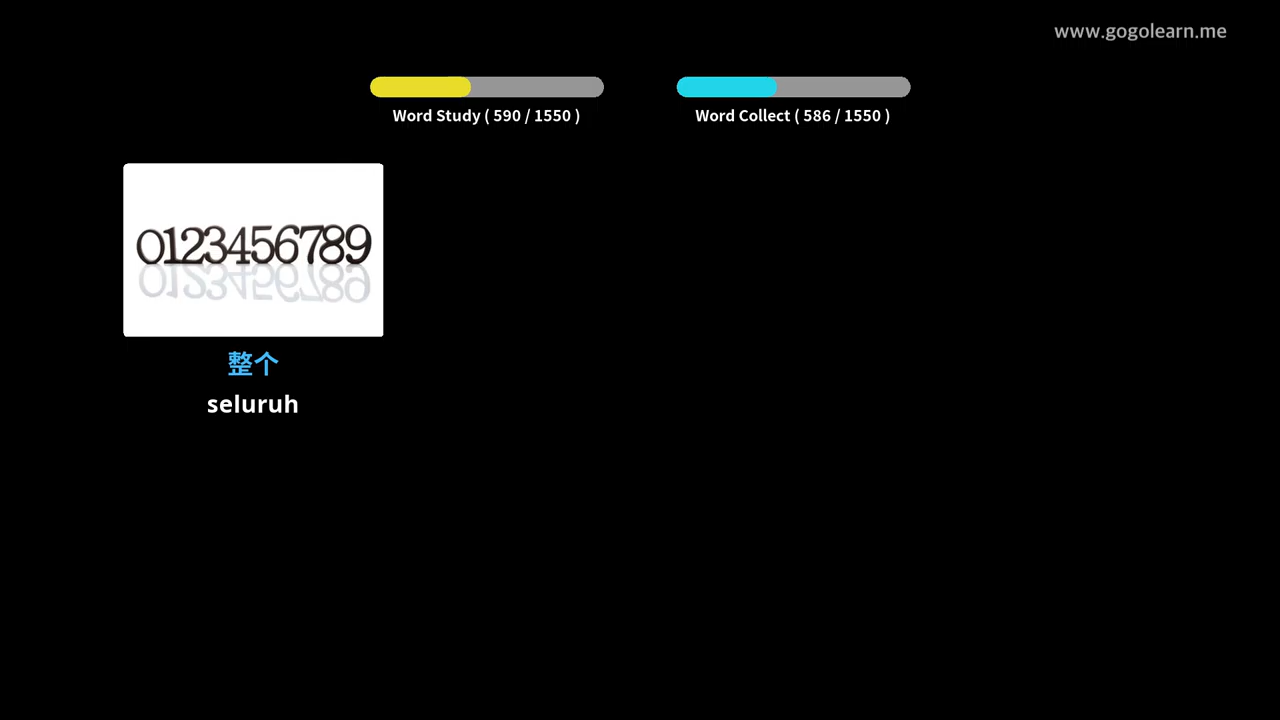 www.gogolearn.me
Word Study ( 590 / 1550 )
Word Collect ( 586 / 1550 )
0123456789
整个
seluruh